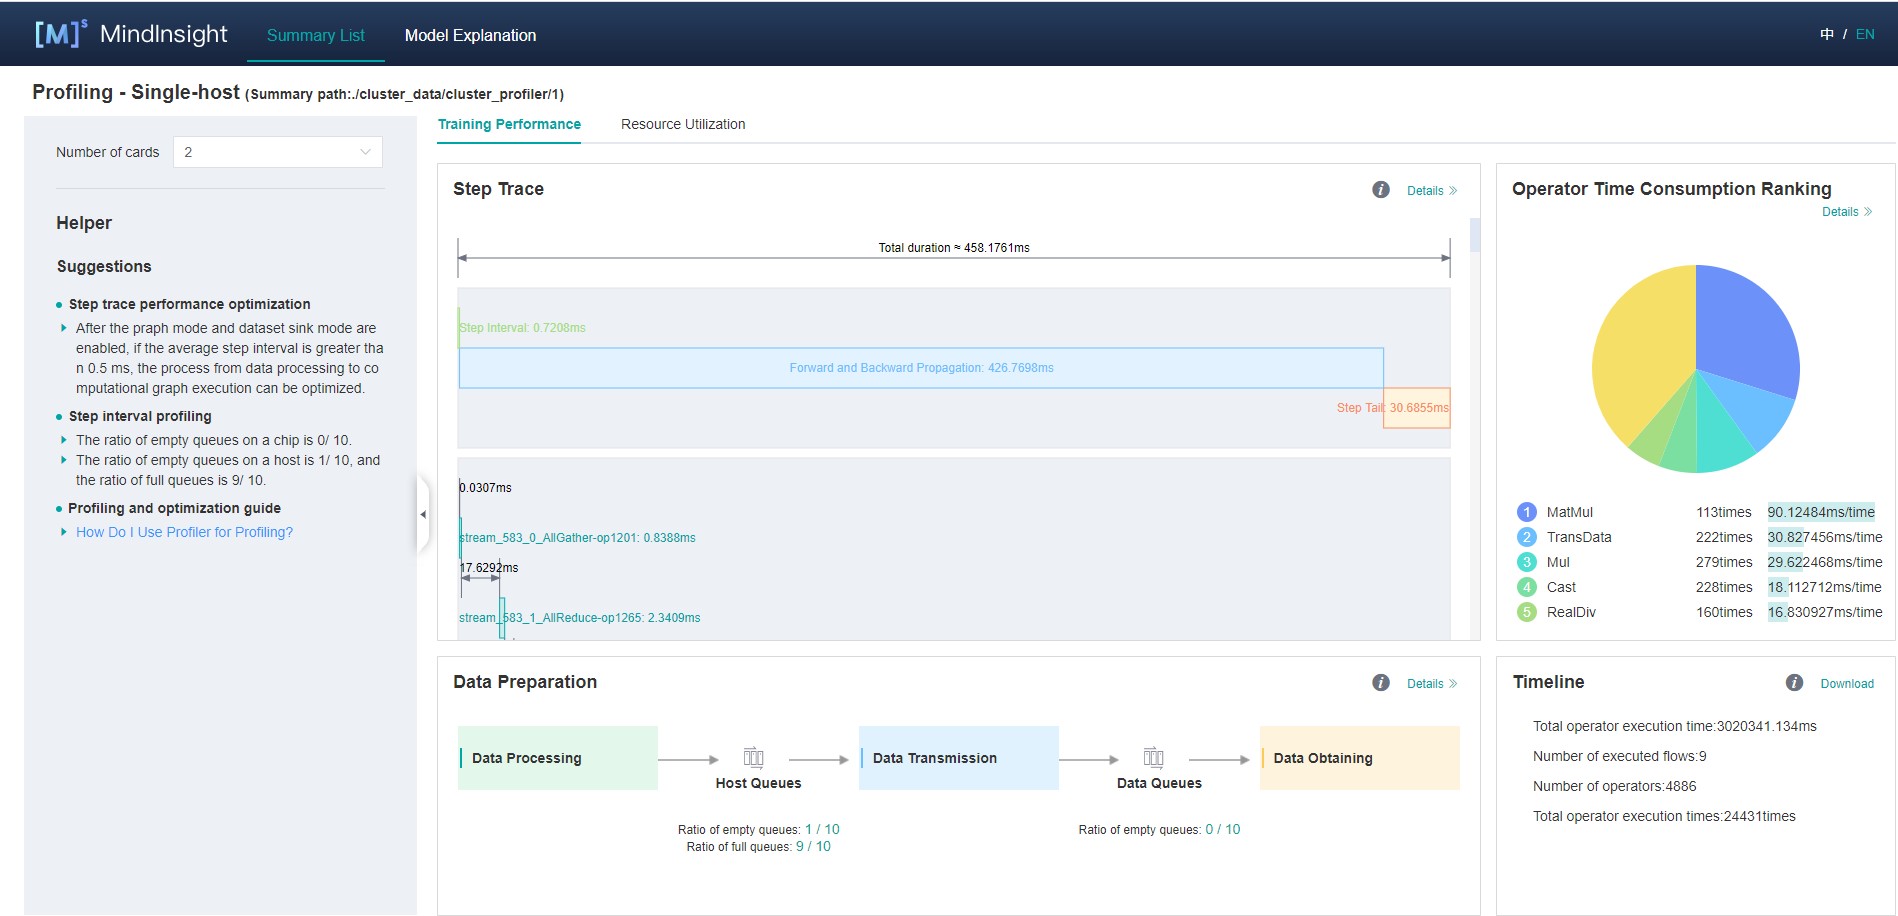 [M]s MindInsight Summary List Model Explanation 中 / EN
Profiling - Single-host (Summary path:./cluster_data/cluster_profiler/1)
Number of cards 2
Helper
Suggestions
Step trace performance optimization
After the praph mode and dataset sink mode are
enabled, if the average step interval is greater tha
n 0.5 ms, the process from data processing to co
mputational graph execution can be optimized.
Step interval profiling
The ratio of empty queues on a chip is 0/ 10.
The ratio of empty queues on a host is 1/ 10, and
the ratio of full queues is 9/ 10.
Profiling and optimization guide
How Do I Use Profiler for Profiling?
Training Performance Resource Utilization
Step Trace i Details »
Total duration ≈ 458.1761ms
Step Interval: 0.7208ms
Forward and Backward Propagation: 426.7698ms
Step Tail: 30.6855ms
0.0307ms
stream_583_0_AllGather-op1201: 0.8388ms
17.6292ms
stream_583_1_AllReduce-op1265: 2.3409ms
Operator Time Consumption Ranking
Details »
1 MatMul 113times 90.12484ms/time
2 TransData 222times 30.827456ms/time
3 Mul 279times 29.622468ms/time
4 Cast 228times 18.112712ms/time
5 RealDiv 160times 16.830927ms/time
Data Preparation i Details »
Data Processing
Host Queues
Data Transmission
Data Queues
Data Obtaining
Ratio of empty queues: 1 / 10
Ratio of full queues: 9 / 10
Ratio of empty queues: 0 / 10
Timeline i Download
Total operator execution time:3020341.134ms
Number of executed flows:9
Number of operators:4886
Total operator execution times:24431times